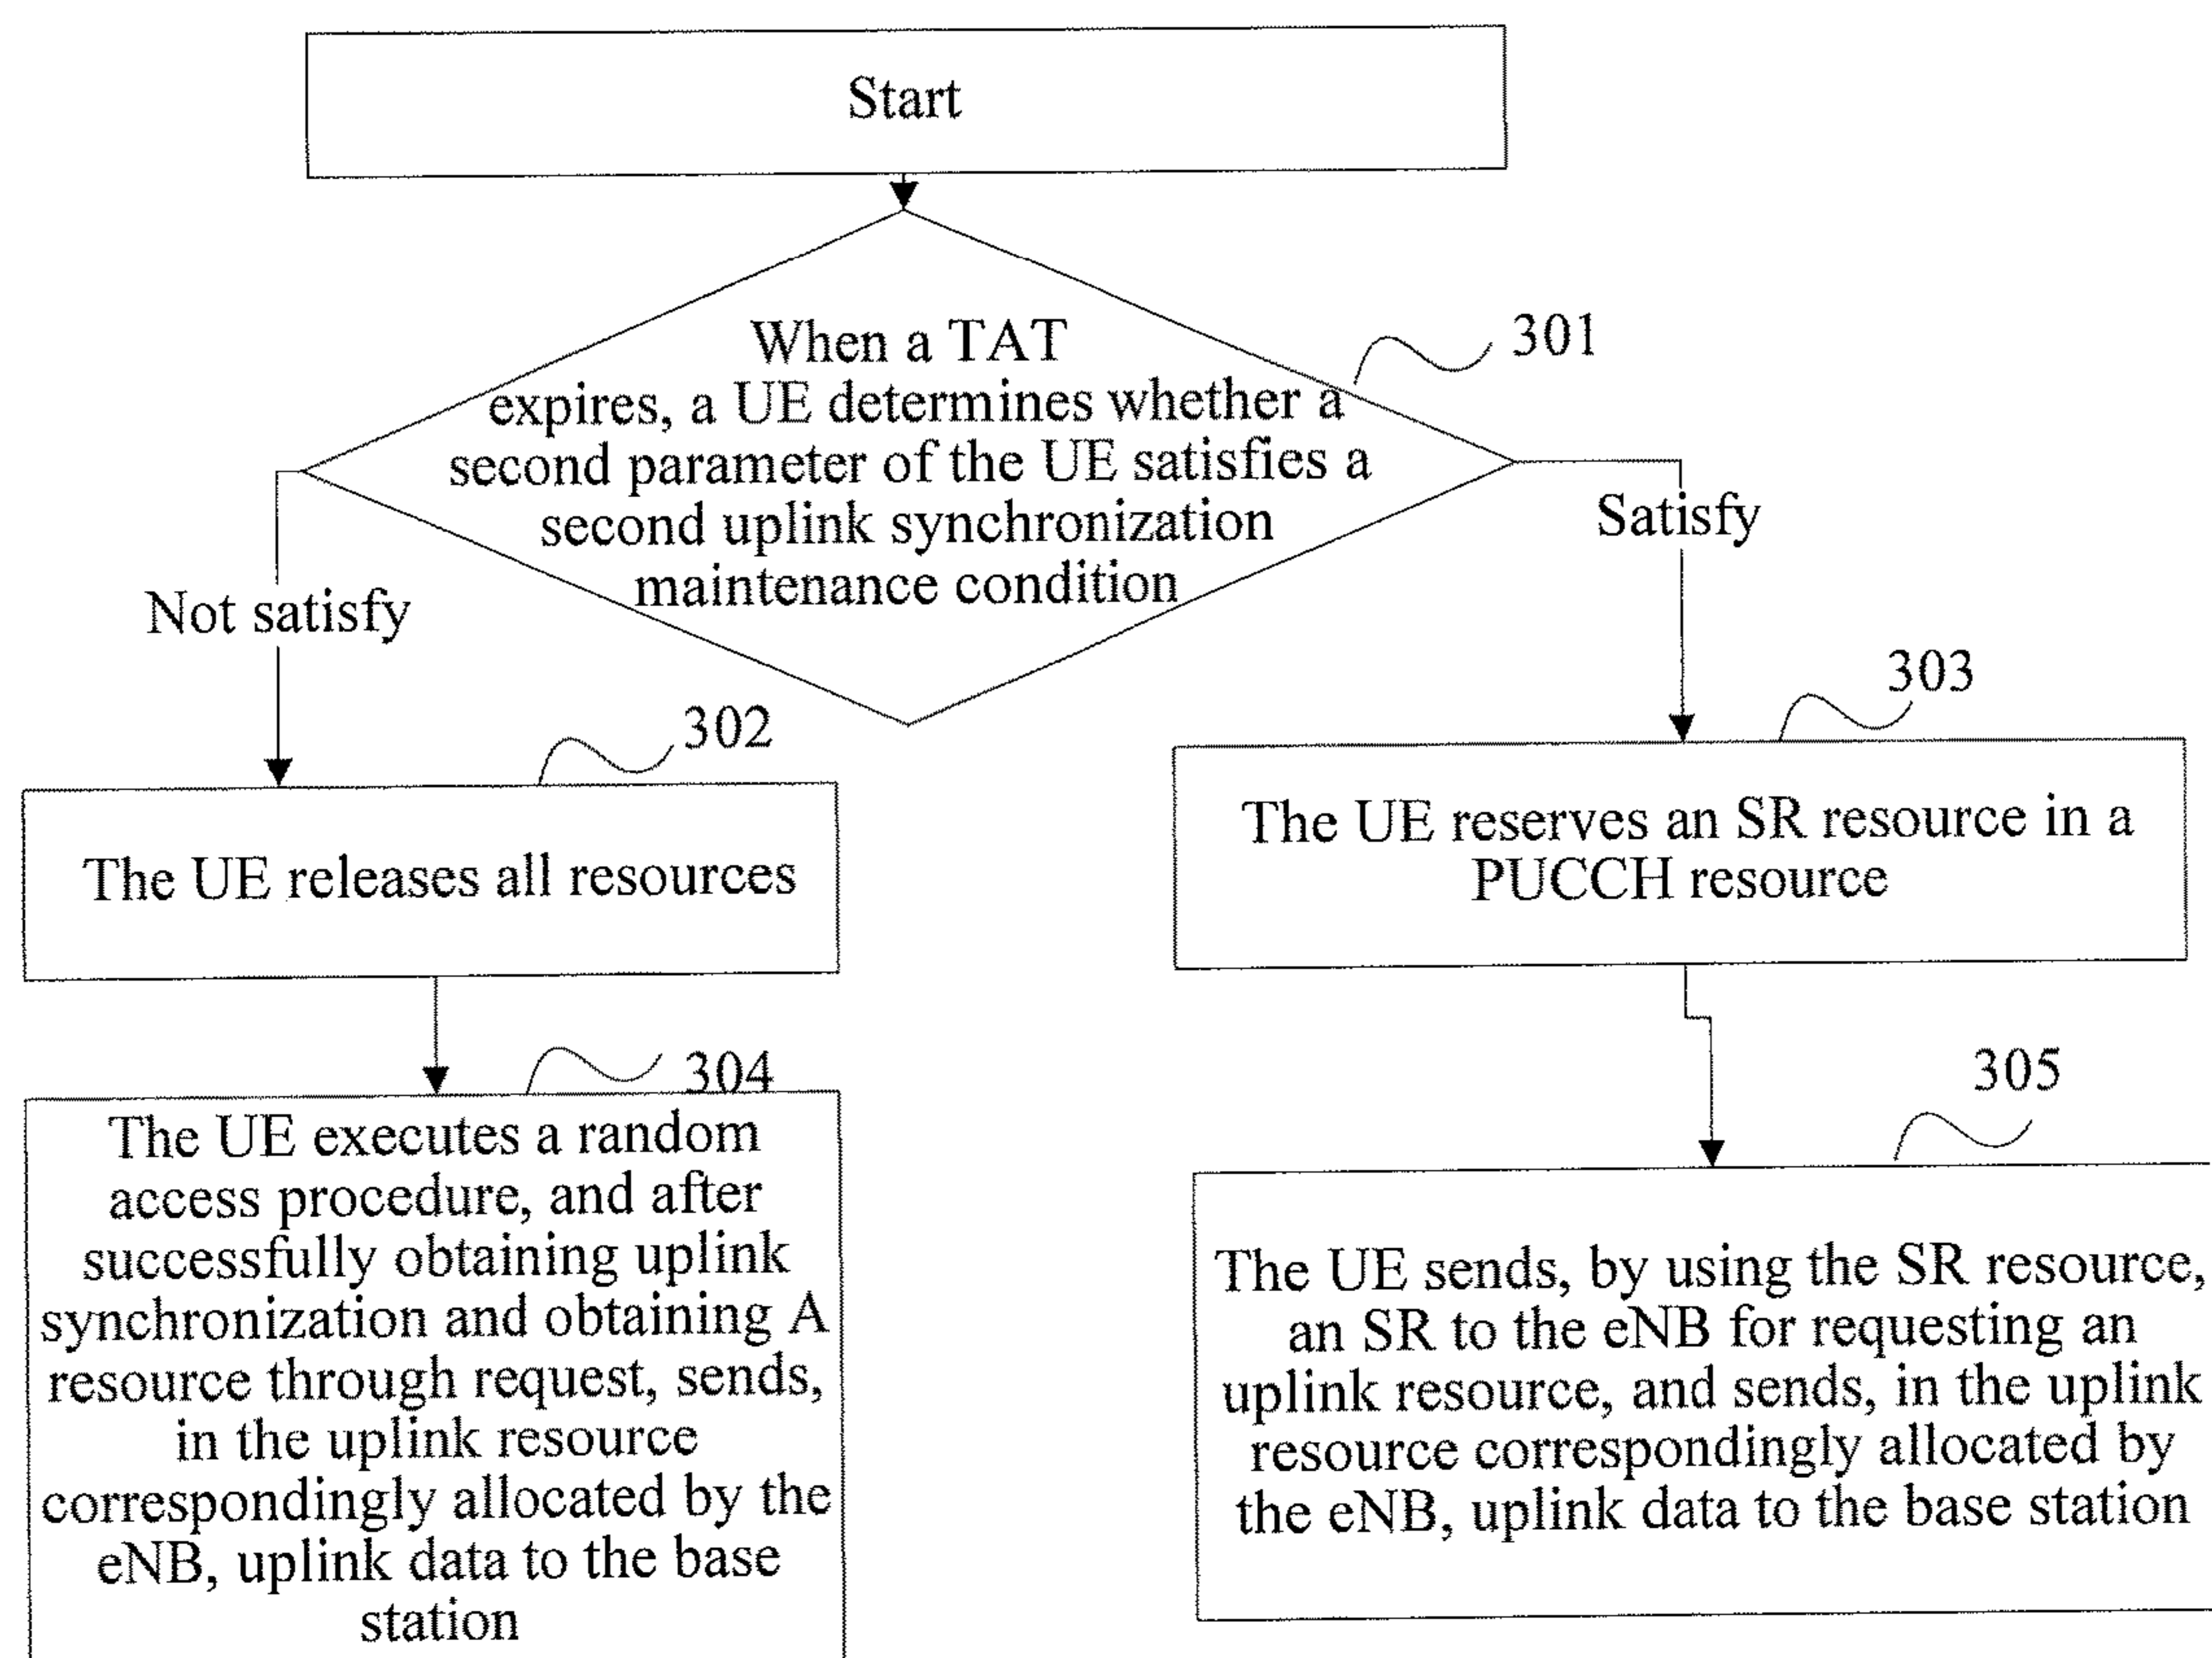 Start
When a TAT
expires, a UE determines whether a
second parameter of the UE satisfies a
second uplink synchronization
maintenance condition
301
Not satisfy
Satisfy
302
The UE releases all resources
303
The UE reserves an SR resource in a
PUCCH resource
304
The UE executes a random
access procedure, and after
successfully obtaining uplink
synchronization and obtaining A
resource through request, sends,
in the uplink resource
correspondingly allocated by the
eNB, uplink data to the base
station
305
The UE sends, by using the SR resource,
an SR to the eNB for requesting an
uplink resource, and sends, in the uplink
resource correspondingly allocated by
the eNB, uplink data to the base station